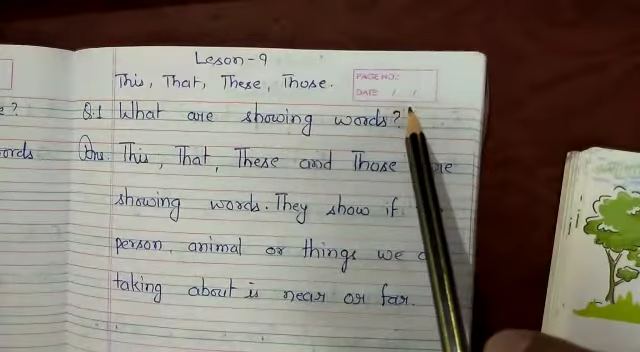 Leson-9
This, That, These, Those.
PAGE NO.:
DATE / /
Q.1 What are showing words?
Ans. This, That, These and Those
showing words. They show if
person, animal or things we
taking about is near or far.